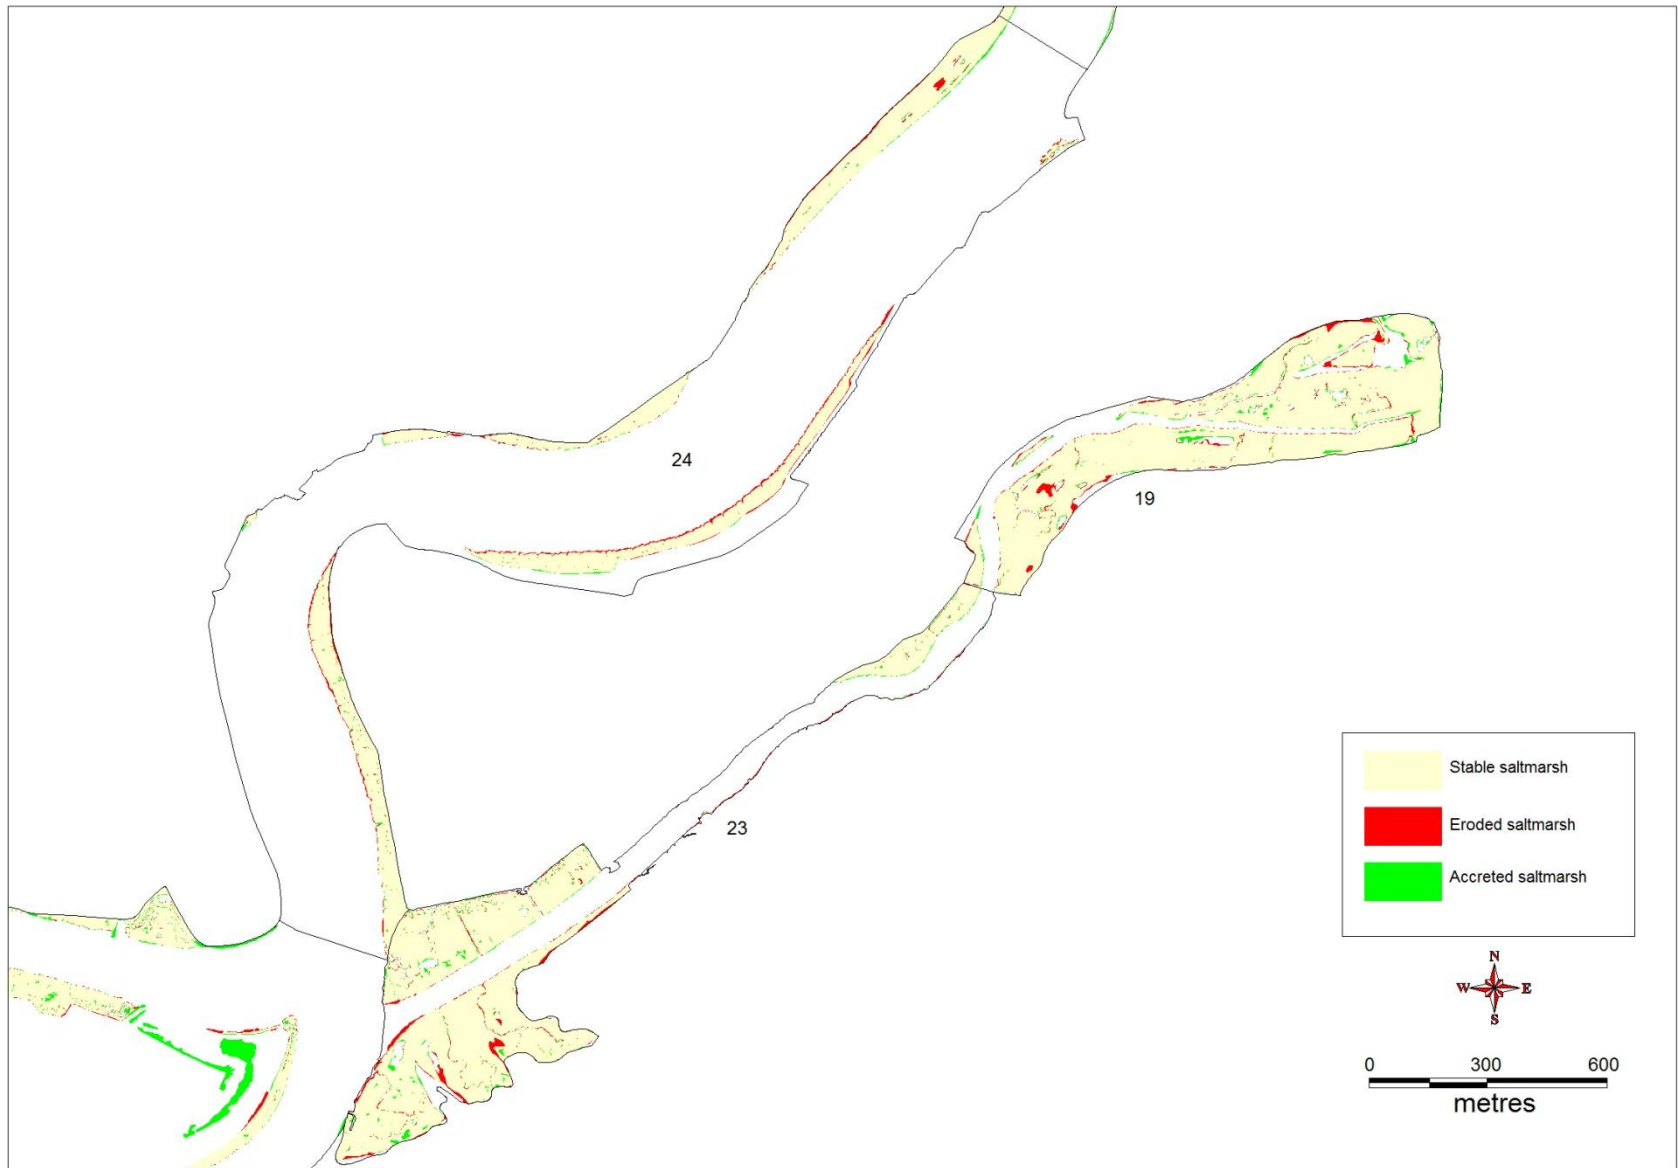 24
19
23
Stable saltmarsh
Eroded saltmarsh
Accreted saltmarsh
N
W E
S
0 300 600
metres